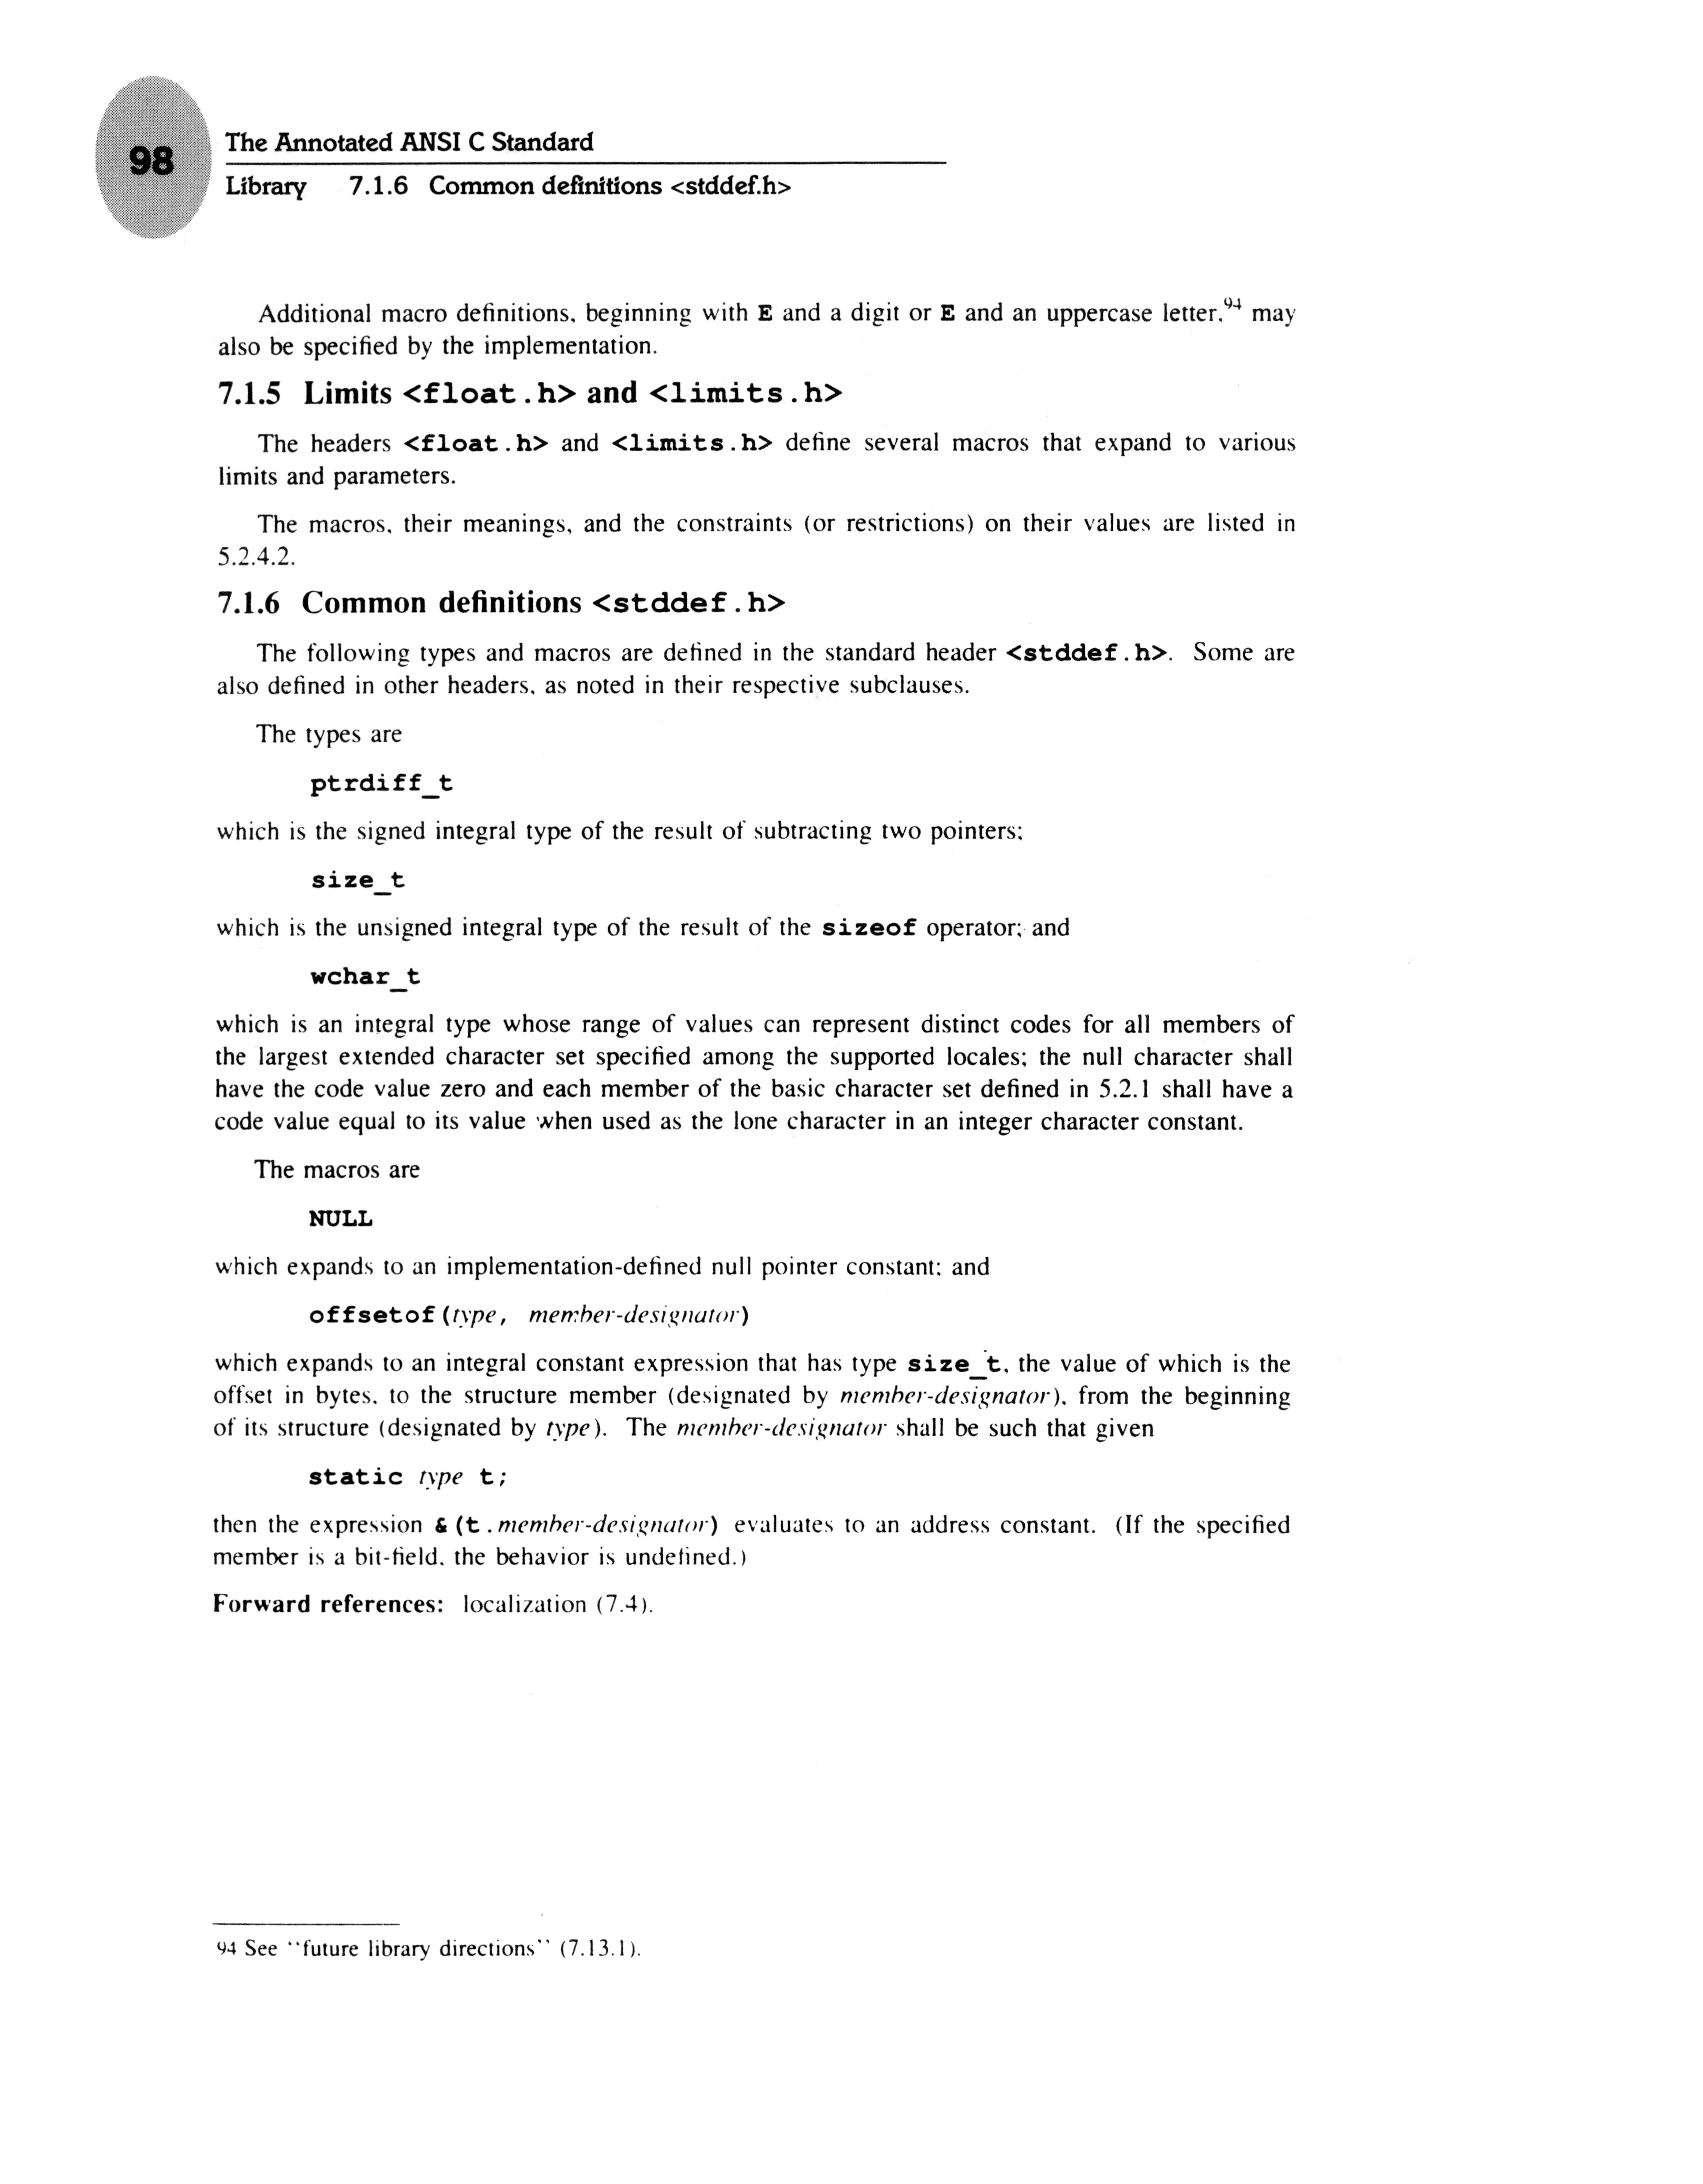 98
The Annotated ANSI C Standard
Library 7.1.6 Common definitions <stddef.h>
Additional macro definitions, beginning with E and a digit or E and an uppercase letter,94 may
also be specified by the implementation.
7.1.5 Limits <float.h> and <limits.h>
The headers <float.h> and <limits.h> define several macros that expand to various
limits and parameters.
The macros, their meanings, and the constraints (or restrictions) on their values are listed in
5.2.4.2.
7.1.6 Common definitions <stddef.h>
The following types and macros are defined in the standard header <stddef.h>. Some are
also defined in other headers, as noted in their respective subclauses.
The types are
ptrdiff_t
which is the signed integral type of the result of subtracting two pointers;
size_t
which is the unsigned integral type of the result of the sizeof operator; and
wchar_t
which is an integral type whose range of values can represent distinct codes for all members of
the largest extended character set specified among the supported locales; the null character shall
have the code value zero and each member of the basic character set defined in 5.2.1 shall have a
code value equal to its value when used as the lone character in an integer character constant.
The macros are
NULL
which expands to an implementation-defined null pointer constant; and
offsetof(type, member-designator)
which expands to an integral constant expression that has type size_t, the value of which is the
offset in bytes, to the structure member (designated by member-designator), from the beginning
of its structure (designated by type). The member-designator shall be such that given
static type t;
then the expression &(t.member-designator) evaluates to an address constant. (If the specified
member is a bit-field, the behavior is undefined.)
Forward references: localization (7.4).
94 See ``future library directions'' (7.13.1).